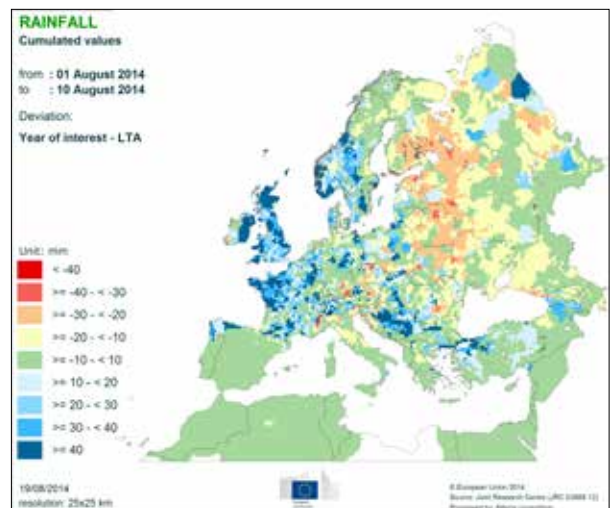 RAINFALL
Cumulated values
from : 01 August 2014
to : 10 August 2014
Deviation:
Year of interest - LTA
Unit: mm
< -40
>= -40 - < -30
>= -30 - < -20
>= -20 - < -10
>= -10 - < 10
>= 10 - < 20
>= 20 - < 30
>= 30 - < 40
>= 40
19/08/2014
resolution: 25x25 km
© European Union 2014
Source: Joint Research Centre